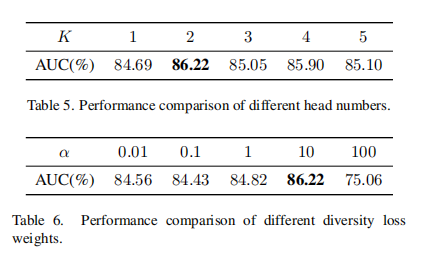 K 1 2 3 4 5
AUC(%) 84.69 86.22 85.05 85.90 85.10
Table 5. Performance comparison of different head numbers.
α 0.01 0.1 1 10 100
AUC(%) 84.56 84.43 84.82 86.22 75.06
Table 6. Performance comparison of different diversity loss
weights.